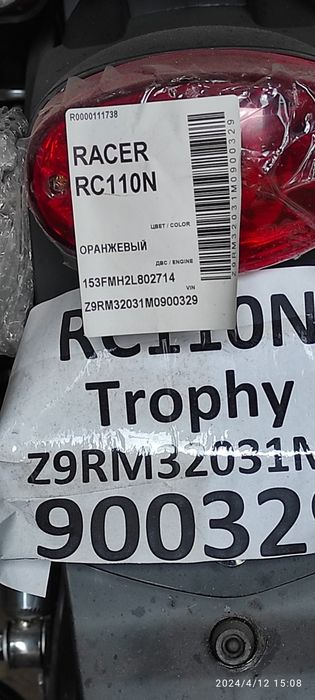 R0000111738
RACER
RC110N
ЦВЕТ / COLOR
ОРАНЖЕВЫЙ
ДВС / ENGINE
153FMH2L802714
VIN
Z9RM32031M0900329
Z9RM32031M0900329
RC110N
Trophy
Z9RM32031M
900329
2024/4/12 15:08